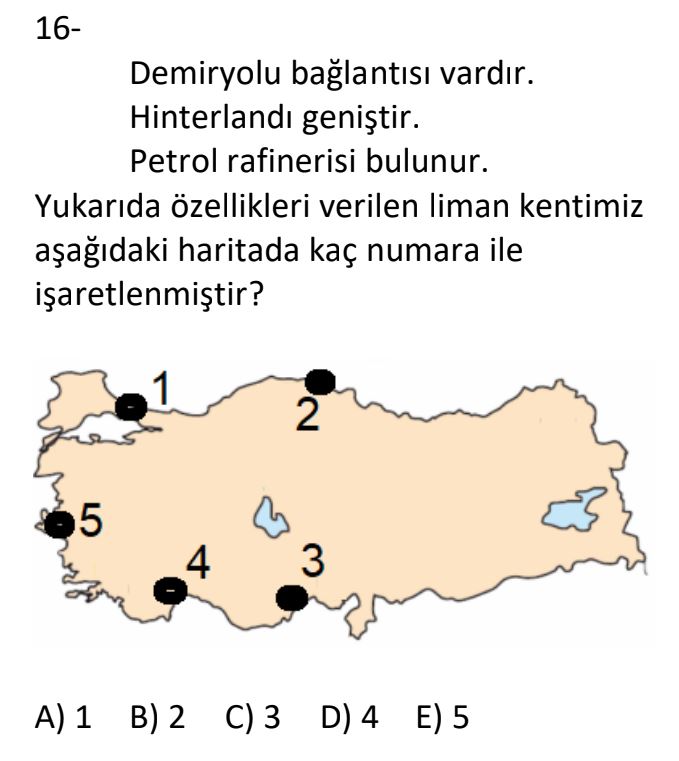 16-
Demiryolu bağlantısı vardır.
Hinterlandı geniştir.
Petrol rafinerisi bulunur.
Yukarıda özellikleri verilen liman kentimiz
aşağıdaki haritada kaç numara ile
işaretlenmiştir?
1
2
5
4
3
A) 1 B) 2 C) 3 D) 4 E) 5